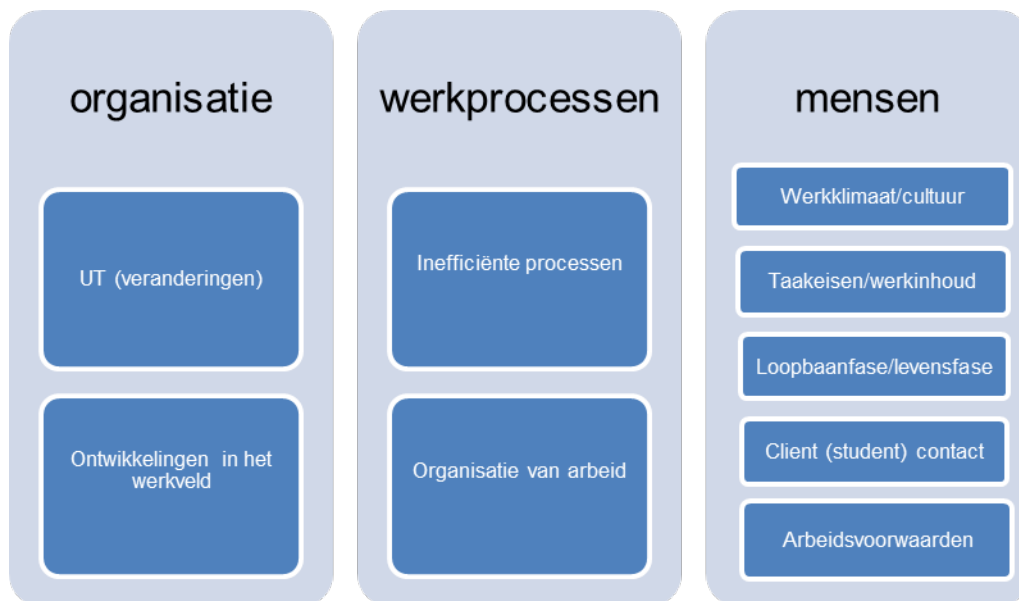 organisatie
UT (veranderingen)
Ontwikkelingen in het
werkveld
werkprocessen
Inefficiënte processen
Organisatie van arbeid
mensen
Werkklimaat/cultuur
Taakeisen/werkinhoud
Loopbaanfase/levensfase
Client (student) contact
Arbeidsvoorwaarden